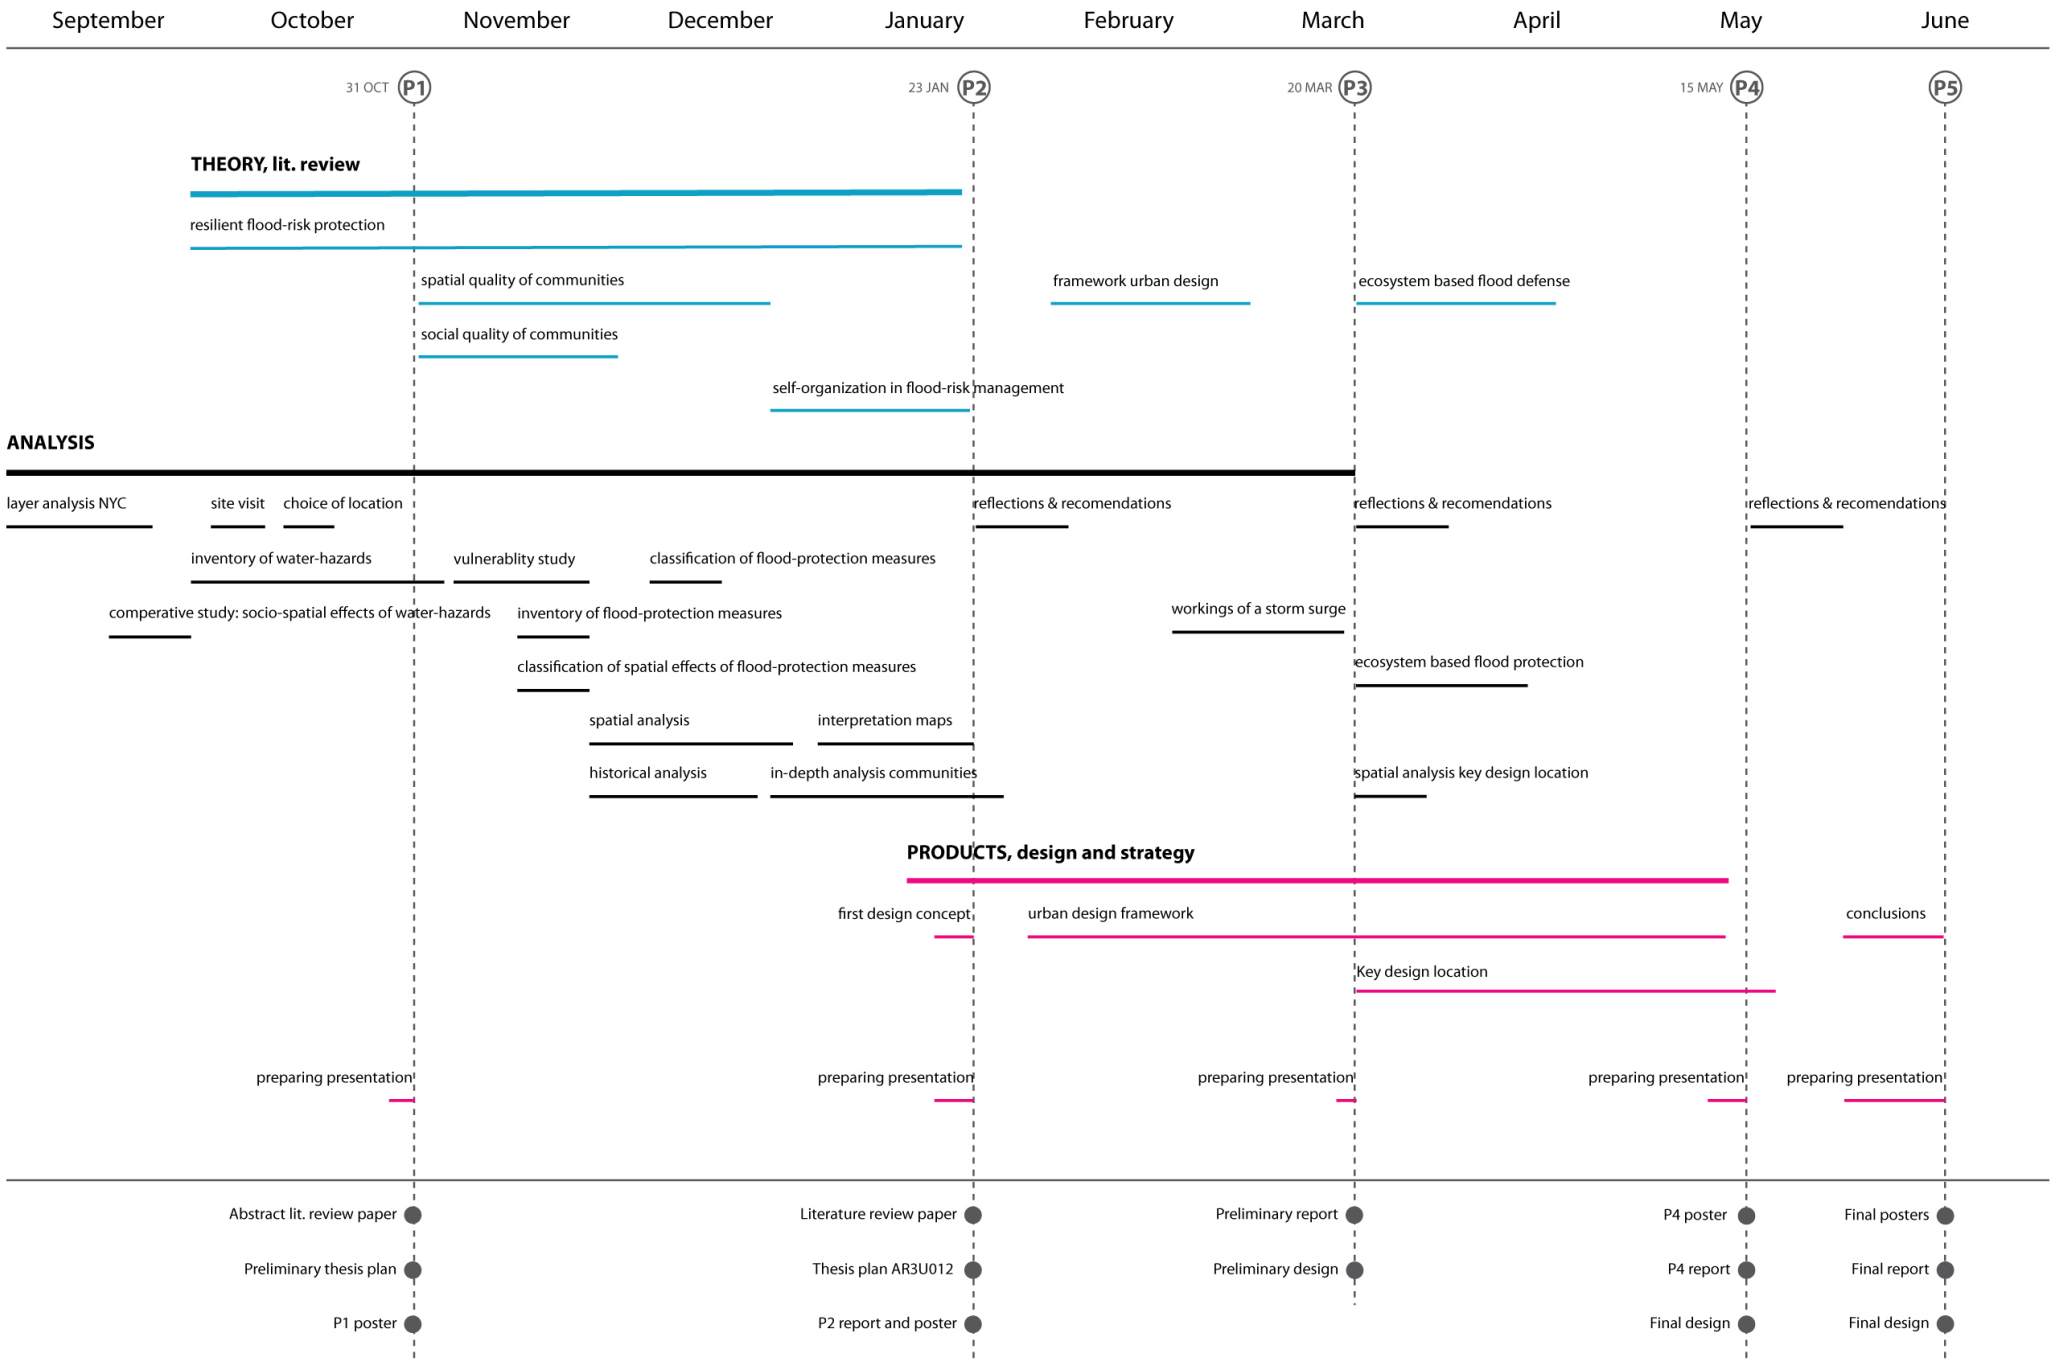 September October November December January February March April May June
31 OCT P1 23 JAN P2 20 MAR P3 15 MAY P4 P5
THEORY, lit. review
resilient flood-risk protection
spatial quality of communities framework urban design ecosystem based flood defense
social quality of communities
self-organization in flood-risk management
ANALYSIS
layer analysis NYC site visit choice of location reflections & recomendations reflections & recomendations reflections & recomendations
inventory of water-hazards vulnerablity study classification of flood-protection measures
comperative study: socio-spatial effects of water-hazards inventory of flood-protection measures workings of a storm surge
classification of spatial effects of flood-protection measures ecosystem based flood protection
spatial analysis interpretation maps
historical analysis in-depth analysis communities spatial analysis key design location
PRODUCTS, design and strategy
first design concept urban design framework conclusions
Key design location
preparing presentation preparing presentation preparing presentation preparing presentation preparing presentation
Abstract lit. review paper Literature review paper Preliminary report P4 poster Final posters
Preliminary thesis plan Thesis plan AR3U012 Preliminary design P4 report Final report
P1 poster P2 report and poster Final design Final design